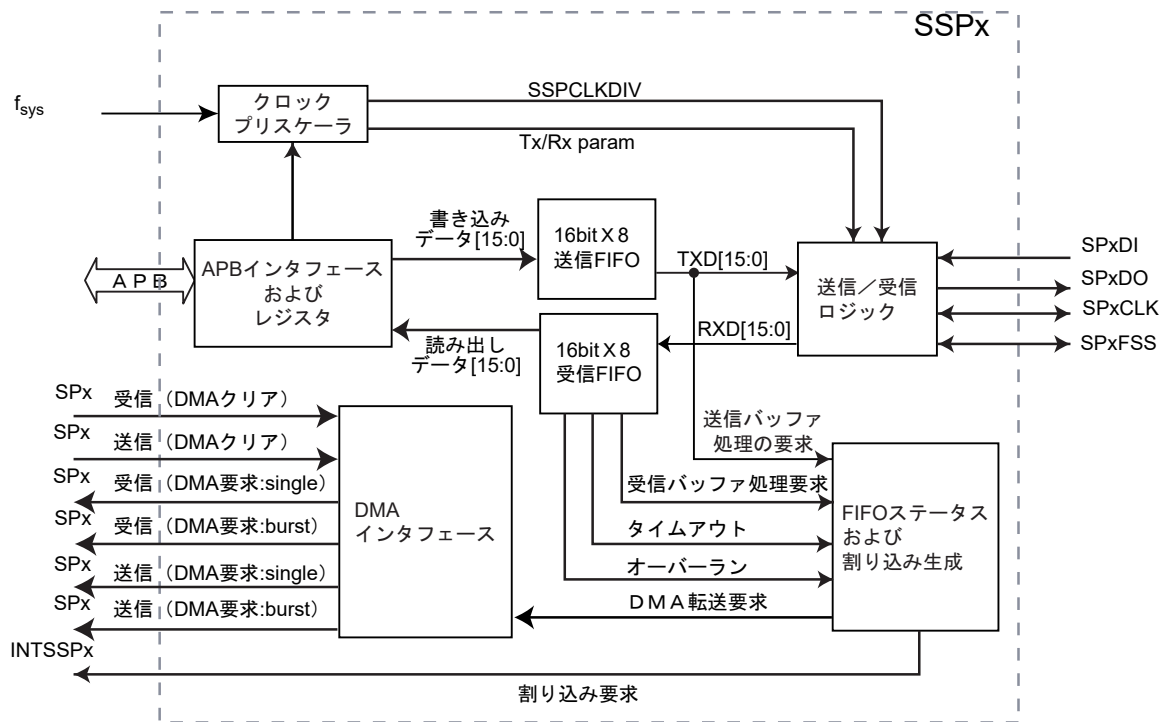 SSPx
fsys
クロック
プリスケーラ
SSPCLKDIV
Tx/Rx param
書き込み
データ[15:0]
16bit X 8
送信FIFO
TXD[15:0]
APBインタフェース
および
レジスタ
ＡＰＢ
送信／受信
ロジック
SPxDI
SPxDO
SPxCLK
SPxFSS
読み出し
データ[15:0]
16bit X 8
受信FIFO
RXD[15:0]
SPx 受信（DMAクリア）
SPx 送信（DMAクリア）
SPx 受信（DMA要求:single）
SPx 受信（DMA要求:burst）
SPx 送信（DMA要求:single）
SPx 送信（DMA要求:burst）
INTSSPx
DMA
インタフェース
送信バッファ
処理の要求
受信バッファ処理要求
タイムアウト
オーバーラン
ＤＭＡ転送要求
FIFOステータス
および
割り込み生成
割り込み要求